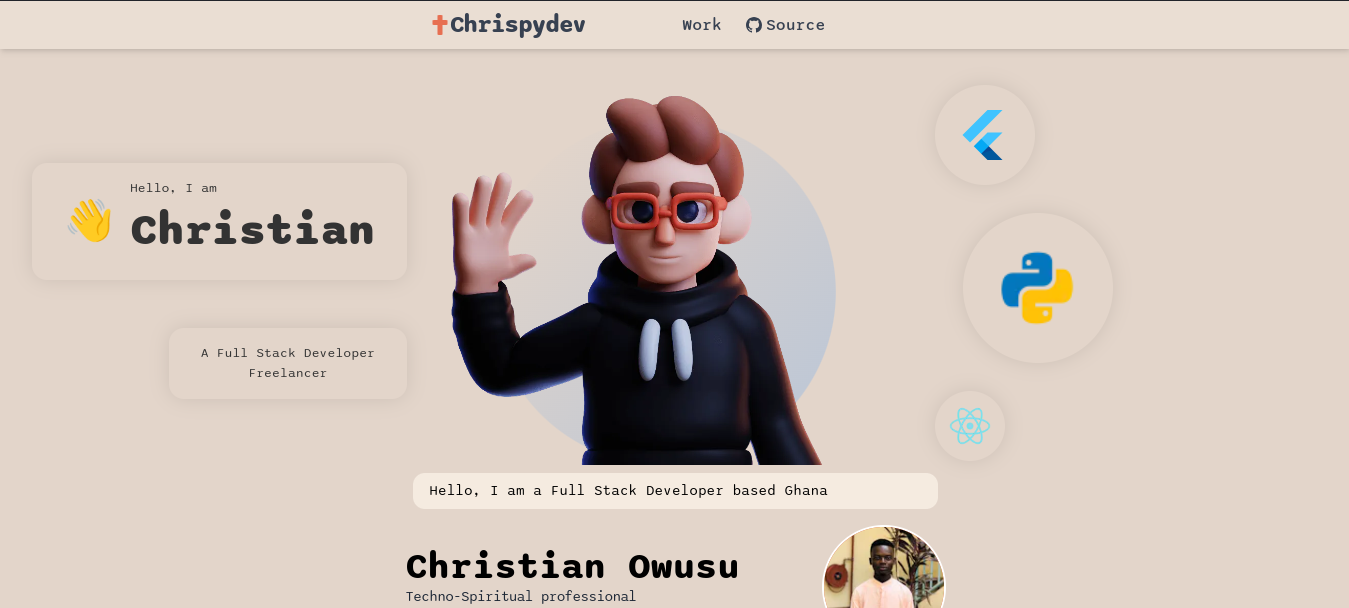 Chrispydev
Work
Source
Hello, I am
Christian
A Full Stack Developer
Freelancer
Hello, I am a Full Stack Developer based Ghana
Christian Owusu
Techno-Spiritual professional